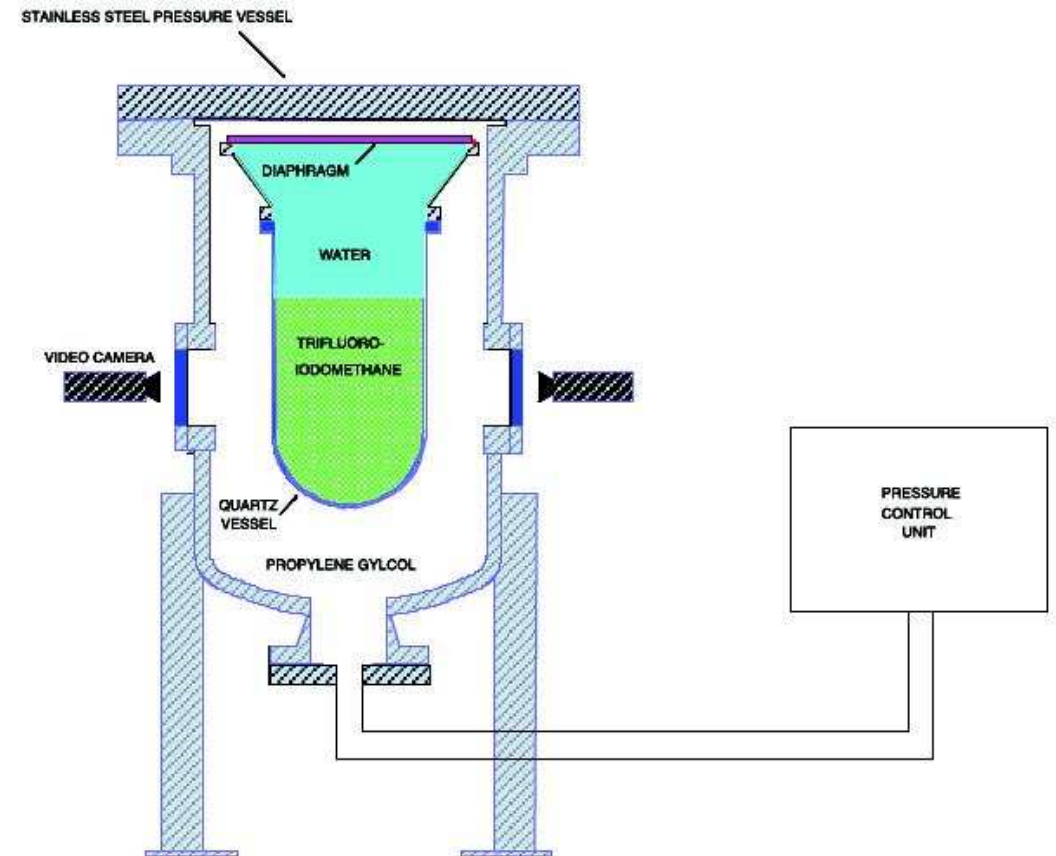 STAINLESS STEEL PRESSURE VESSEL
DIAPHRAGM
WATER
TRIFLUORO-
IODOMETHANE
VIDEO CAMERA
QUARTZ
VESSEL
PROPYLENE GYLCOL
PRESSURE
CONTROL
UNIT